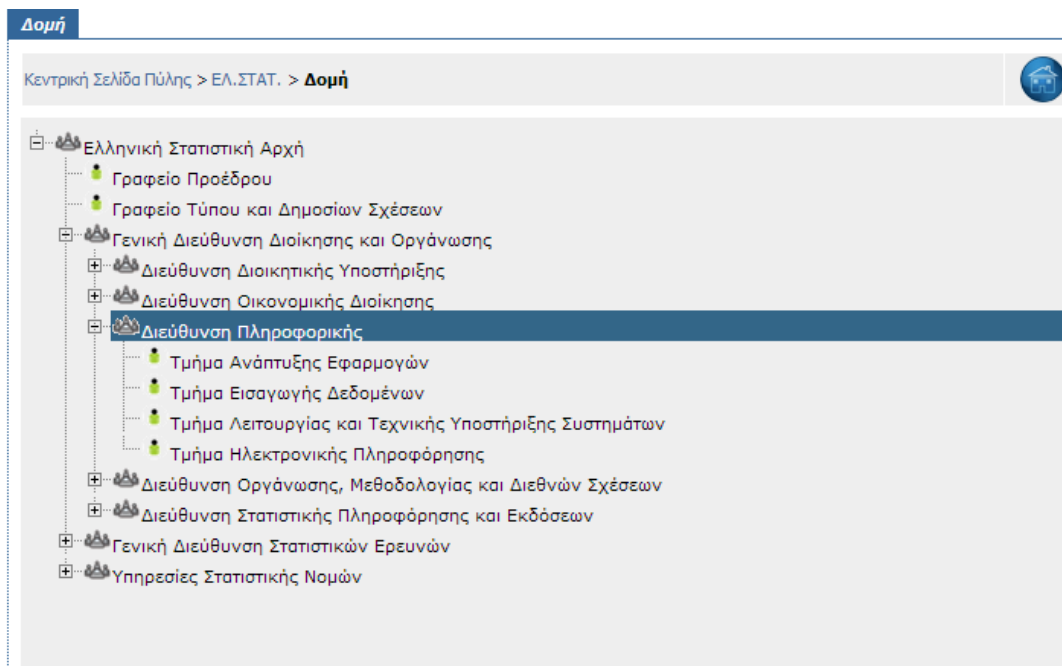 Δομή
Κεντρική Σελίδα Πύλης > ΕΛ.ΣΤΑΤ. > Δομή
Ελληνική Στατιστική Αρχή
Γραφείο Προέδρου
Γραφείο Τύπου και Δημοσίων Σχέσεων
Γενική Διεύθυνση Διοίκησης και Οργάνωσης
Διεύθυνση Διοικητικής Υποστήριξης
Διεύθυνση Οικονομικής Διοίκησης
Διεύθυνση Πληροφορικής
Τμήμα Ανάπτυξης Εφαρμογών
Τμήμα Εισαγωγής Δεδομένων
Τμήμα Λειτουργίας και Τεχνικής Υποστήριξης Συστημάτων
Τμήμα Ηλεκτρονικής Πληροφόρησης
Διεύθυνση Οργάνωσης, Μεθοδολογίας και Διεθνών Σχέσεων
Διεύθυνση Στατιστικής Πληροφόρησης και Εκδόσεων
Γενική Διεύθυνση Στατιστικών Ερευνών
Υπηρεσίες Στατιστικής Νομών